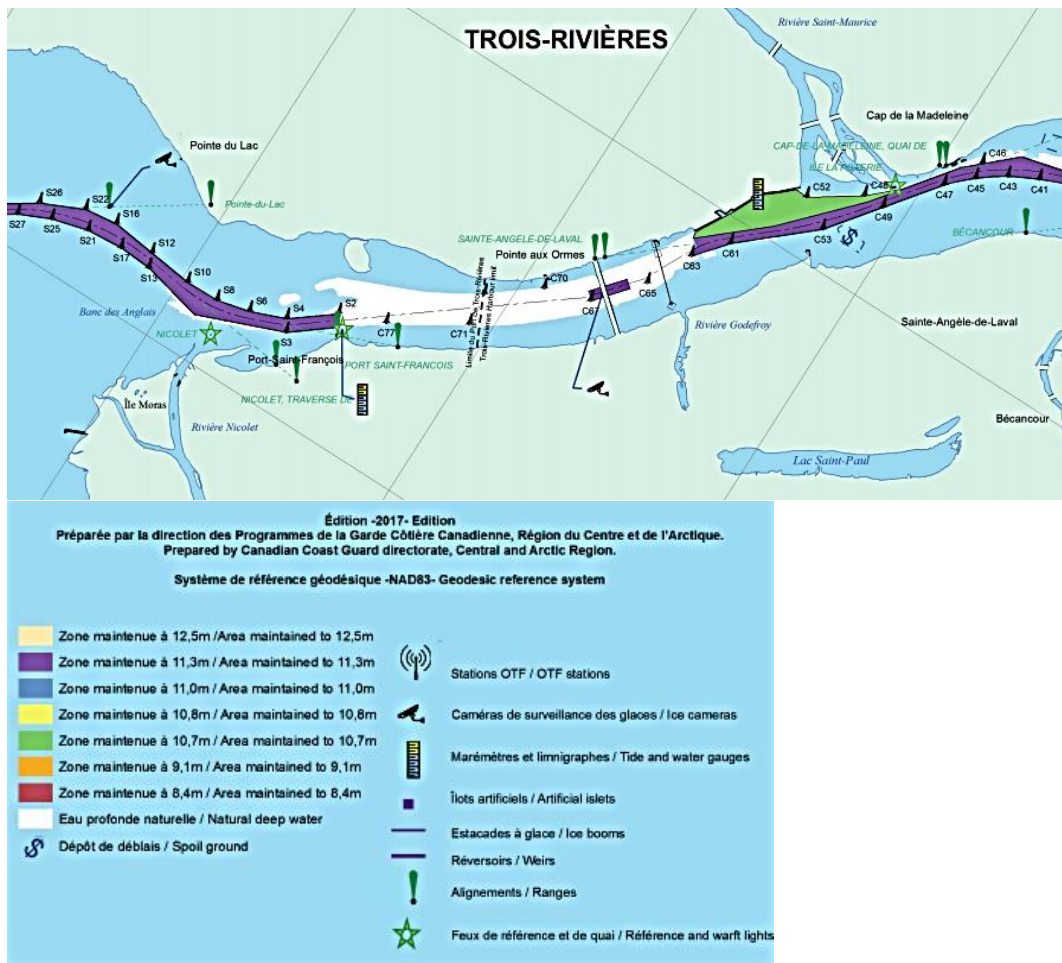 Rivière Saint-Maurice
TROIS-RIVIÈRES
Cap de la Madeleine
CAP-DE-LA-MADELEINE, QUAI DE
C46
Pointe du Lac
ILE LA POTERIE
C41
C43
C45
C47
C48
C52
S26
S22
S16
Pointe-du-Lac
C49
S27
S25
S21
S17
S12
S13
C53
BÉCANCOUR
SAINTE-ANGELE-DE-LAVAL
C61
C63
Pointe aux Ormes
S10
S8
S6
S4
S2
C70
C65
C67
Banc des Anglais
NICOLET
S3
C77
C71
Limite du Port de Trois-Rivières
Trois-Rivières Harbour limit
Rivière Godefroy
Sainte-Angèle-de-Laval
Port-Saint-François
PORT SAINT-FRANCOIS
NICOLET, TRAVERSE DE
Île Moras
Rivière Nicolet
Bécancour
Lac Saint-Paul
Édition -2017- Edition
Préparée par la direction des Programmes de la Garde Côtière Canadienne, Région du Centre et de l'Arctique.
Prepared by Canadian Coast Guard directorate, Central and Arctic Region.
Système de référence géodésique -NAD83- Geodesic reference system
Zone maintenue à 12,5m /Area maintained to 12,5m
Zone maintenue à 11,3m / Area maintained to 11,3m
Zone maintenue à 11,0m / Area maintained to 11,0m
Zone maintenue à 10,8m / Area maintained to 10,8m
Zone maintenue à 10,7m / Area maintained to 10,7m
Zone maintenue à 9,1m / Area maintained to 9,1m
Zone maintenue à 8,4m / Area maintained to 8,4m
Eau profonde naturelle / Natural deep water
Dépôt de déblais / Spoil ground
Stations OTF / OTF stations
Caméras de surveillance des glaces / Ice cameras
Marémètres et limnigraphes / Tide and water gauges
Îlots artificiels / Artificial islets
Estacades à glace / Ice booms
Réversoirs / Weirs
Alignements / Ranges
Feux de référence et de quai / Référence and warft lights